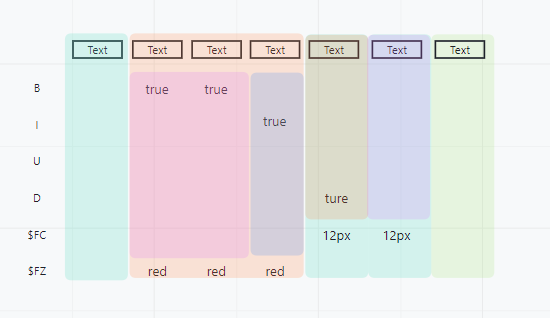 Text Text Text Text Text Text Text
B true true
I true
U
D ture
$FC 12px 12px
$FZ red red red